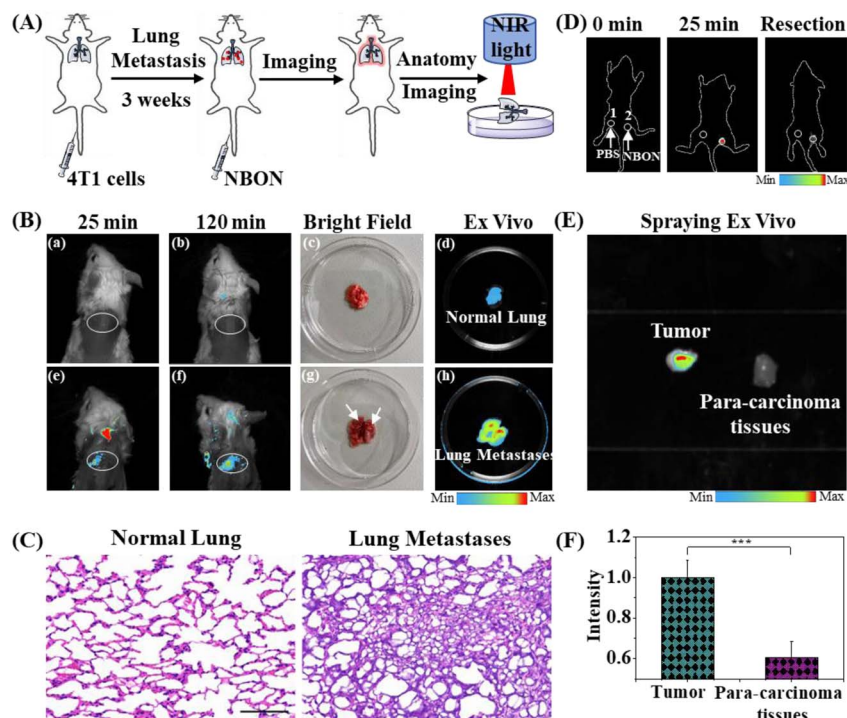 (A)
Lung
Metastasis
3 weeks
Imaging
Anatomy
Imaging
NIR
light
4T1 cells
NBON
(D)
0 min
25 min
Resection
1
2
PBS
NBON
Min
Max
(B)
25 min
120 min
Bright Field
Ex Vivo
(a)
(b)
(c)
(d)
Normal Lung
(e)
(f)
(g)
(h)
Lung Metastases
Min
Max
(E)
Spraying Ex Vivo
Tumor
Para-carcinoma
tissues
Min
Max
(C)
Normal Lung
Lung Metastases
(F)
Intensity
1.2
1.0
0.8
0.6
***
Tumor
Para-carcinoma
tissues